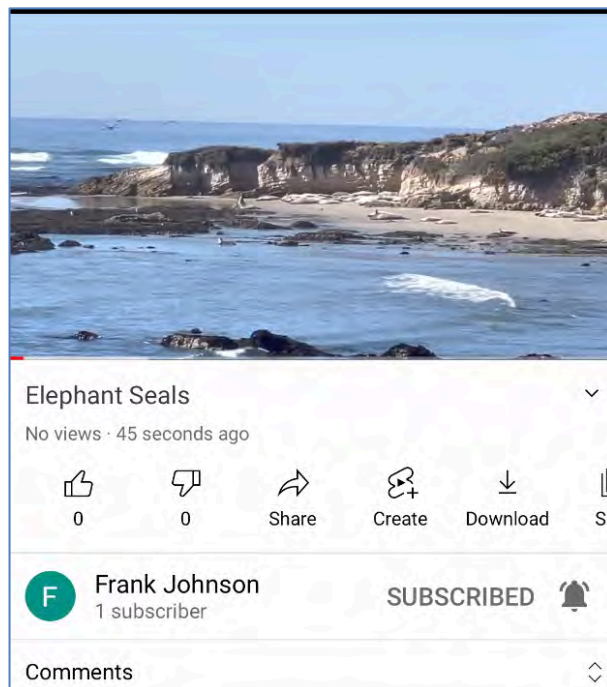 Elephant Seals
No views · 45 seconds ago
0 0 Share Create Download
F Frank Johnson SUBSCRIBED
1 subscriber
Comments